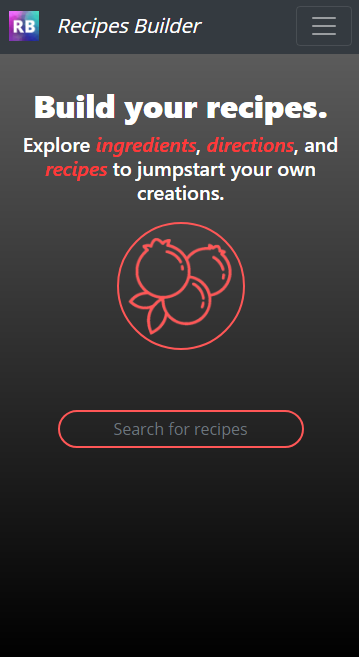 RB Recipes Builder
Build your recipes.
Explore ingredients, directions, and
recipes to jumpstart your own
creations.
Search for recipes